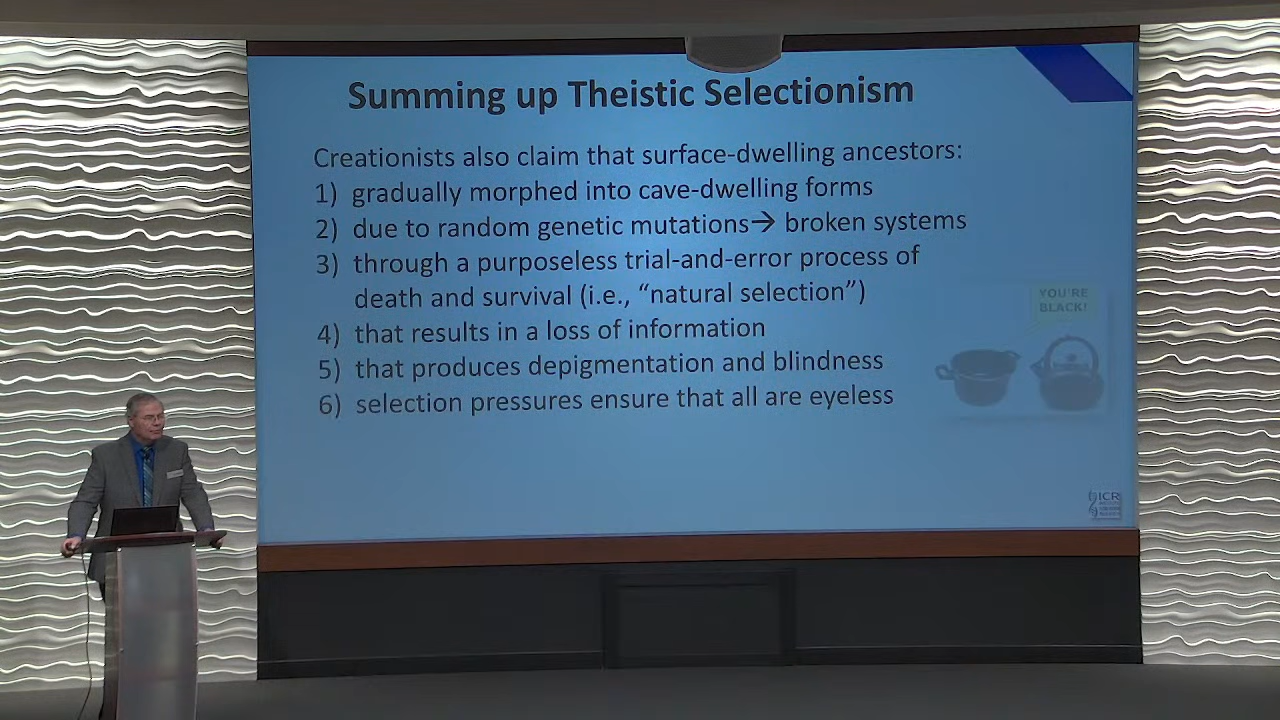 Summing up Theistic Selectionism
Creationists also claim that surface-dwelling ancestors:
1) gradually morphed into cave-dwelling forms
2) due to random genetic mutations→ broken systems
3) through a purposeless trial-and-error process of
death and survival (i.e., “natural selection”)
4) that results in a loss of information
5) that produces depigmentation and blindness
6) selection pressures ensure that all are eyeless
YOU'RE
BLACK!
ICR